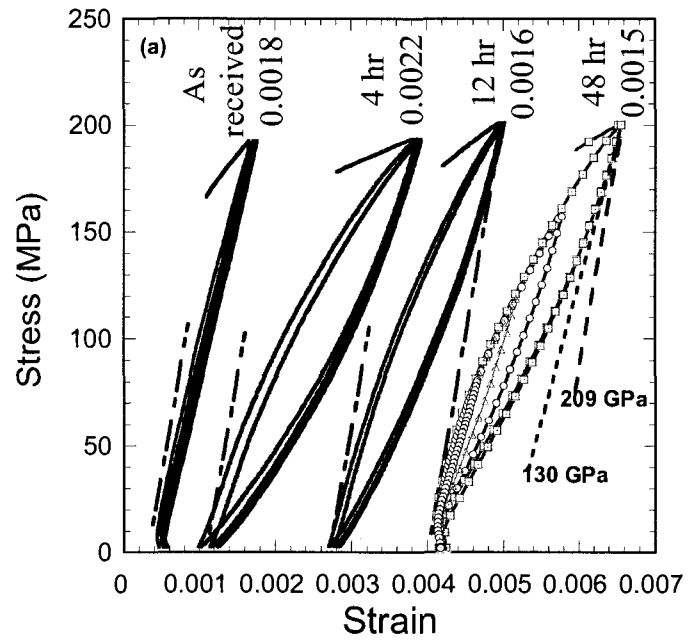 (a)
As
received
0.0018
4 hr
0.0022
12 hr
0.0016
48 hr
0.0015
250
200
150
100
50
0
Stress (MPa)
209 GPa
130 GPa
0 0.001 0.002 0.003 0.004 0.005 0.006 0.007
Strain